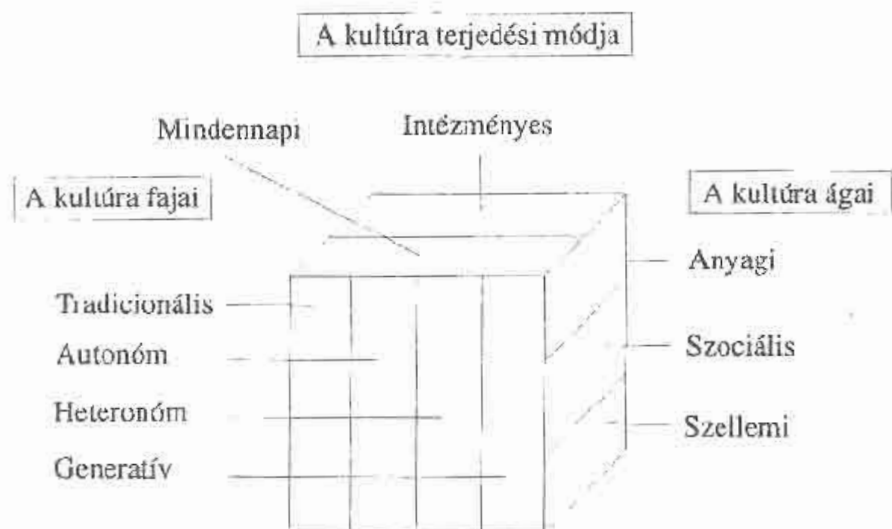 A kultúra terjedési módja
Mindennapi
Intézményes
A kultúra fajai
A kultúra ágai
Tradicionális
Autonóm
Heteronóm
Generatív
Anyagi
Szociális
Szellemi